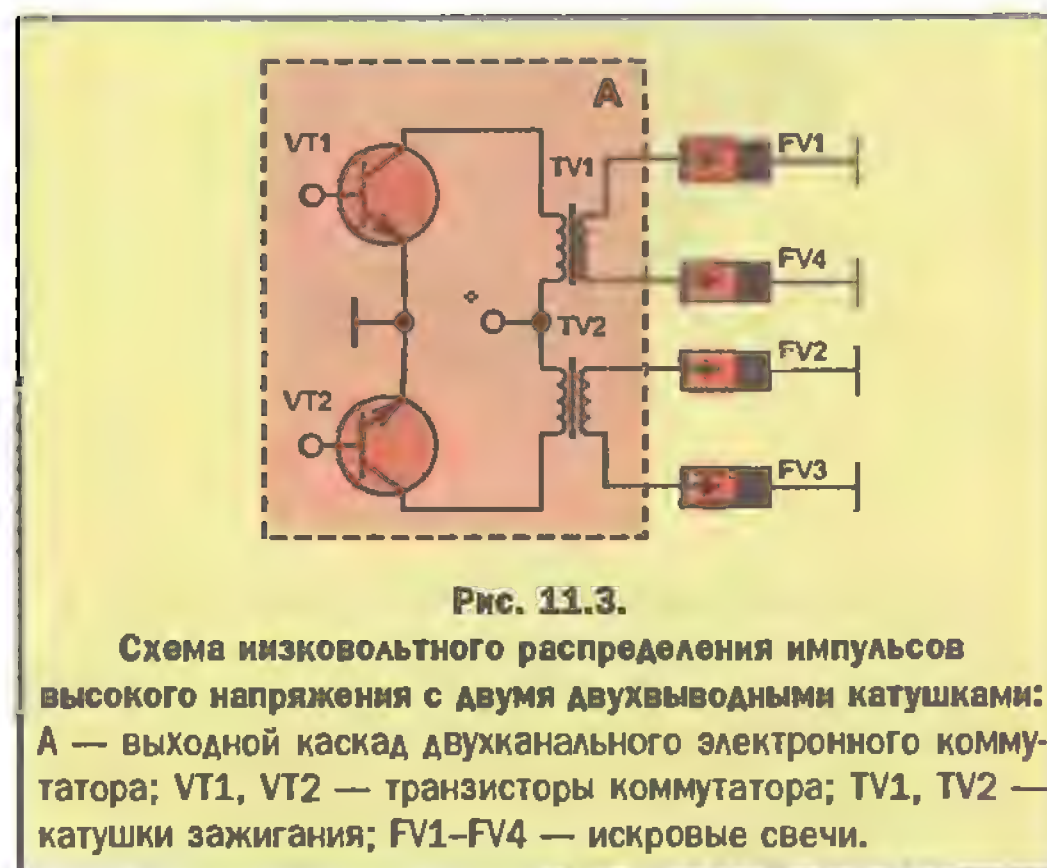 A
VT1
FV1
TV1
FV4
+
TV2
FV2
VT2
FV3
Рис. 11.3.
Схема низковольтного распределения импульсов
высокого напряжения с двумя двухвыводными катушками:
А — выходной каскад двухканального электронного комму-
татора; VT1, VT2 — транзисторы коммутатора; TV1, TV2 —
катушки зажигания; FV1–FV4 — искровые свечи.